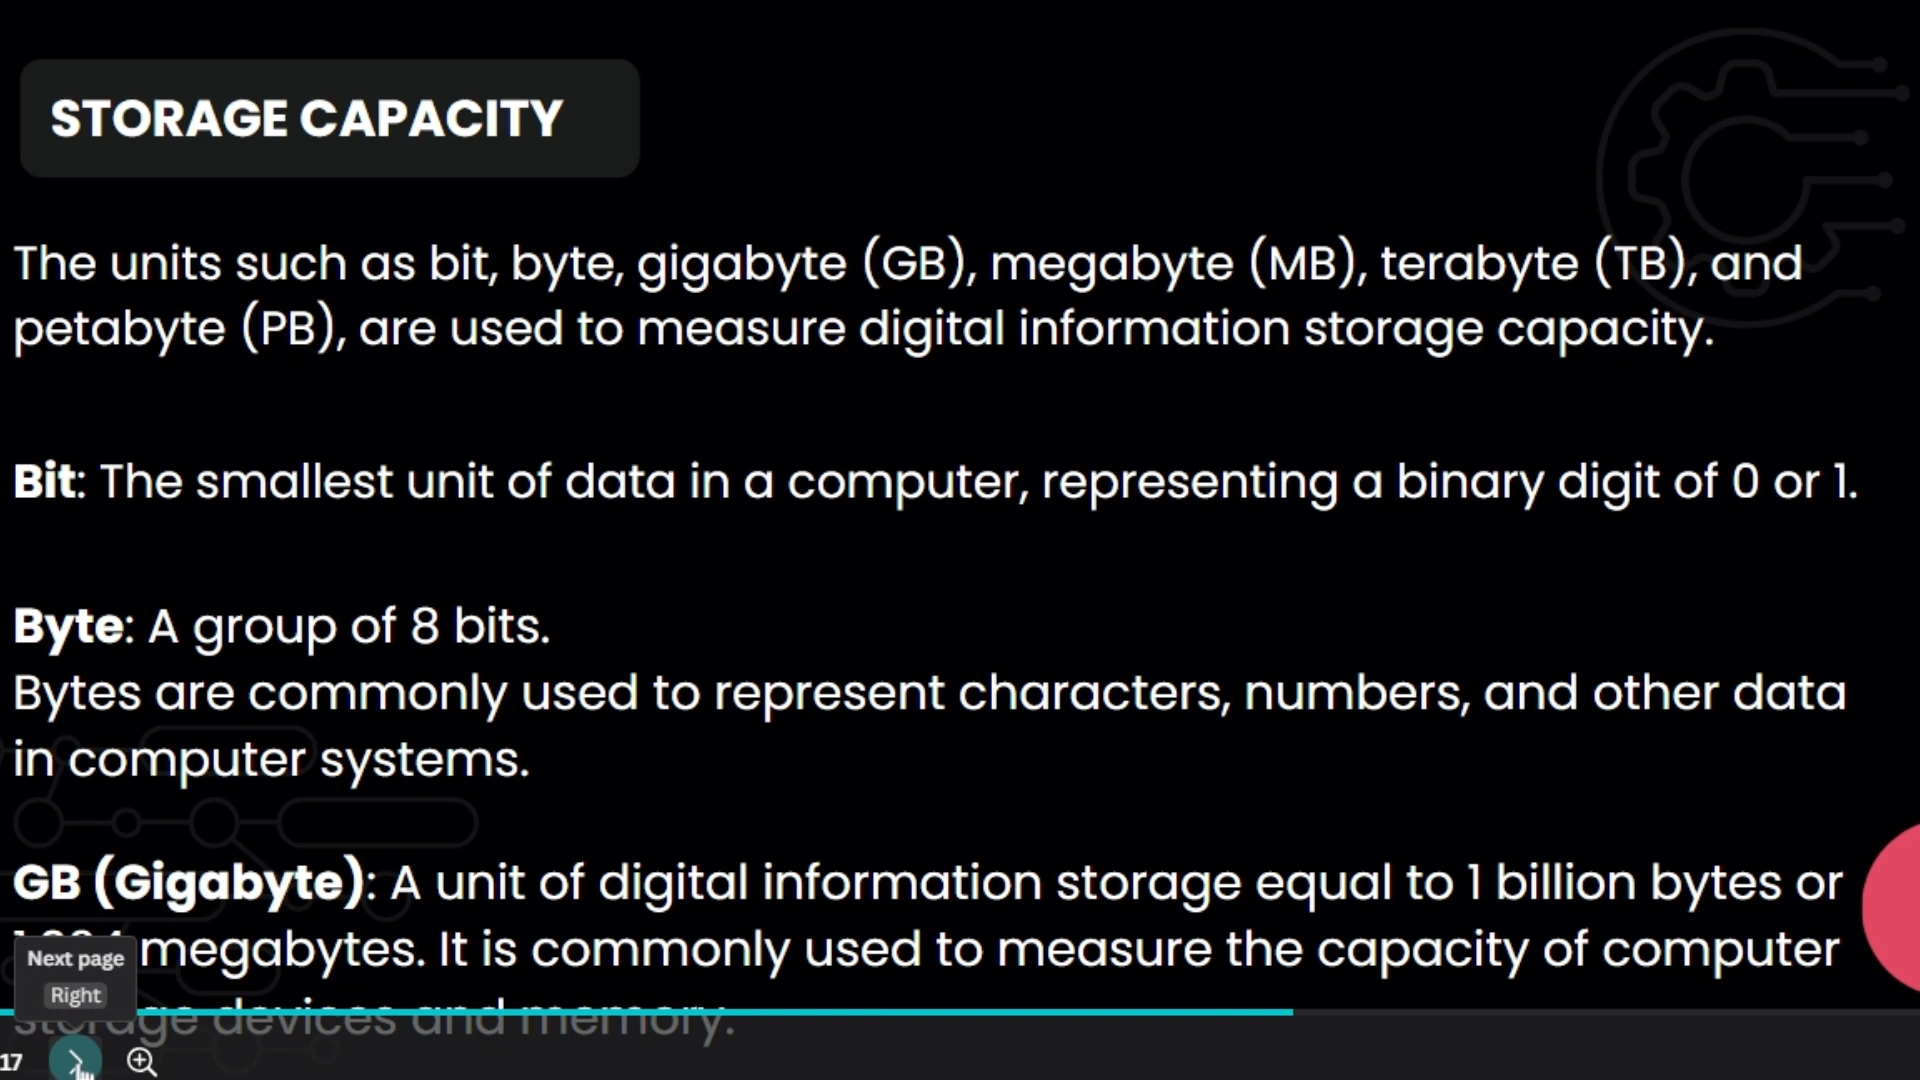 STORAGE CAPACITY
The units such as bit, byte, gigabyte (GB), megabyte (MB), terabyte (TB), and
petabyte (PB), are used to measure digital information storage capacity.
Bit: The smallest unit of data in a computer, representing a binary digit of 0 or 1.
Byte: A group of 8 bits.
Bytes are commonly used to represent characters, numbers, and other data
in computer systems.
GB (Gigabyte): A unit of digital information storage equal to 1 billion bytes or
megabytes. It is commonly used to measure the capacity of computer
storage devices and memory.
Next page
Right
17